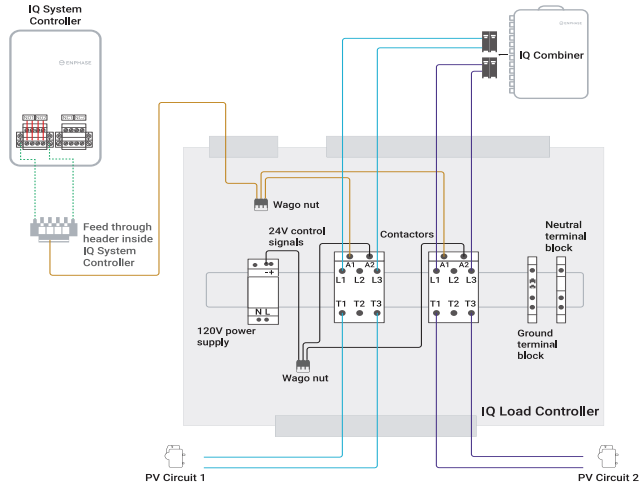 IQ System
Controller
ENPHASE
IQ Combiner
Wago nut
24V control
signals
Contactors
Neutral
terminal
block
Feed through
header inside
IQ System
Controller
A1 A2
L1 L2 L3
T1 T2 T3
A1 A2
L1 L2 L3
T1 T2 T3
-+
N L
120V power
supply
Ground
terminal
block
Wago nut
IQ Load Controller
PV Circuit 1
PV Circuit 2